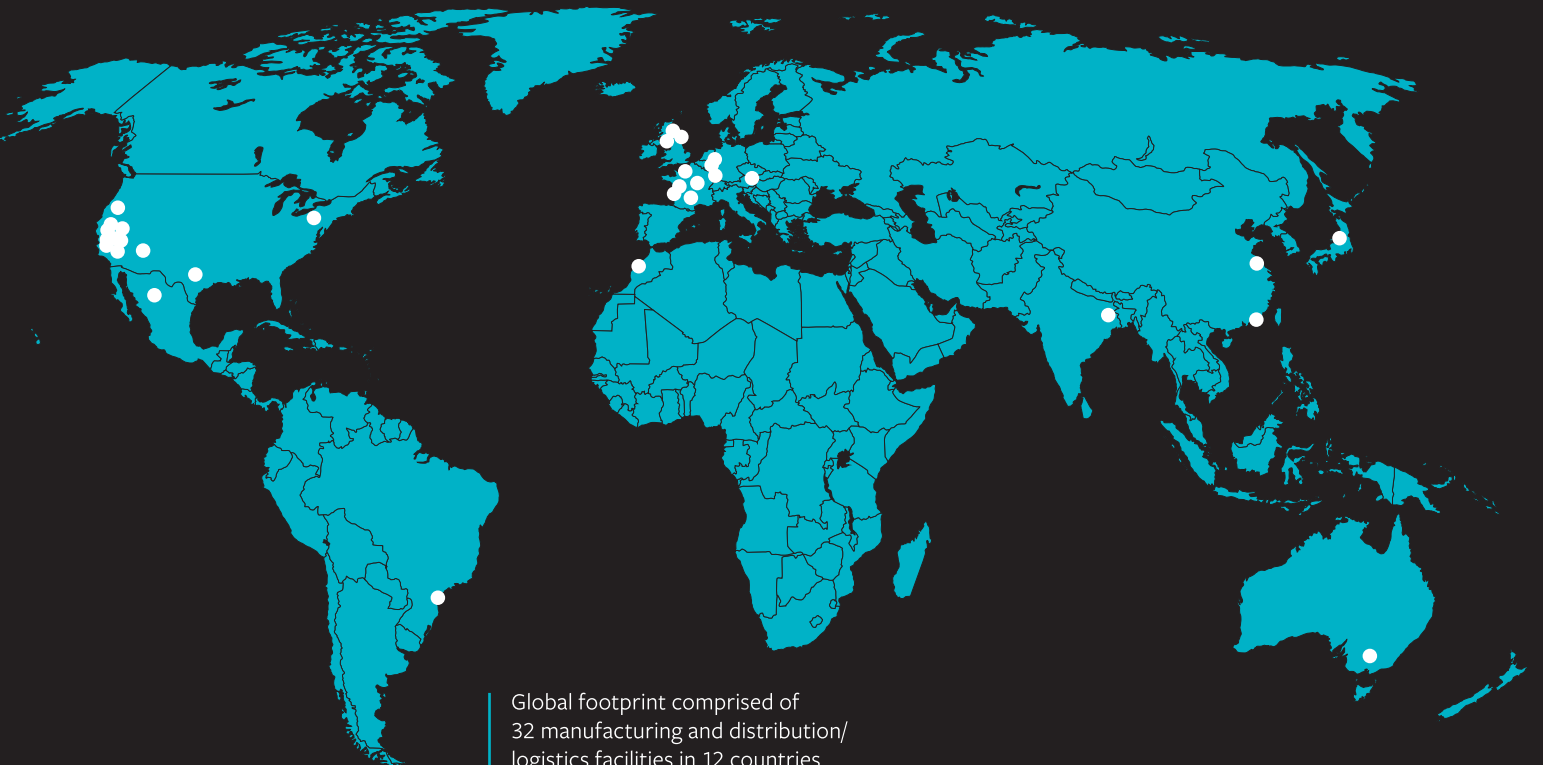 Global footprint comprised of
32 manufacturing and distribution/
logistics facilities in 12 countries